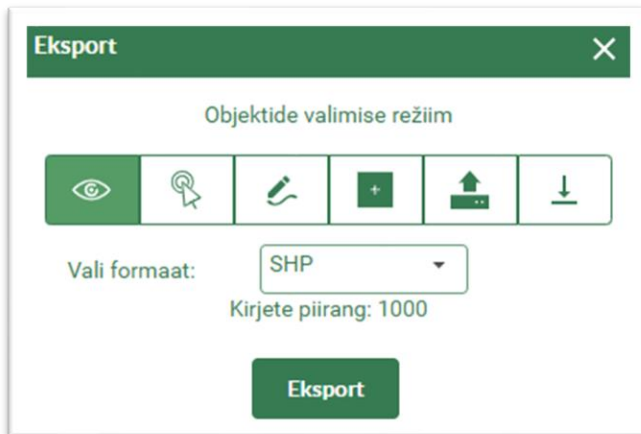 Eksport
Objektide valimise režiim
Vali formaat: SHP
Kirjete piirang: 1000
Eksport